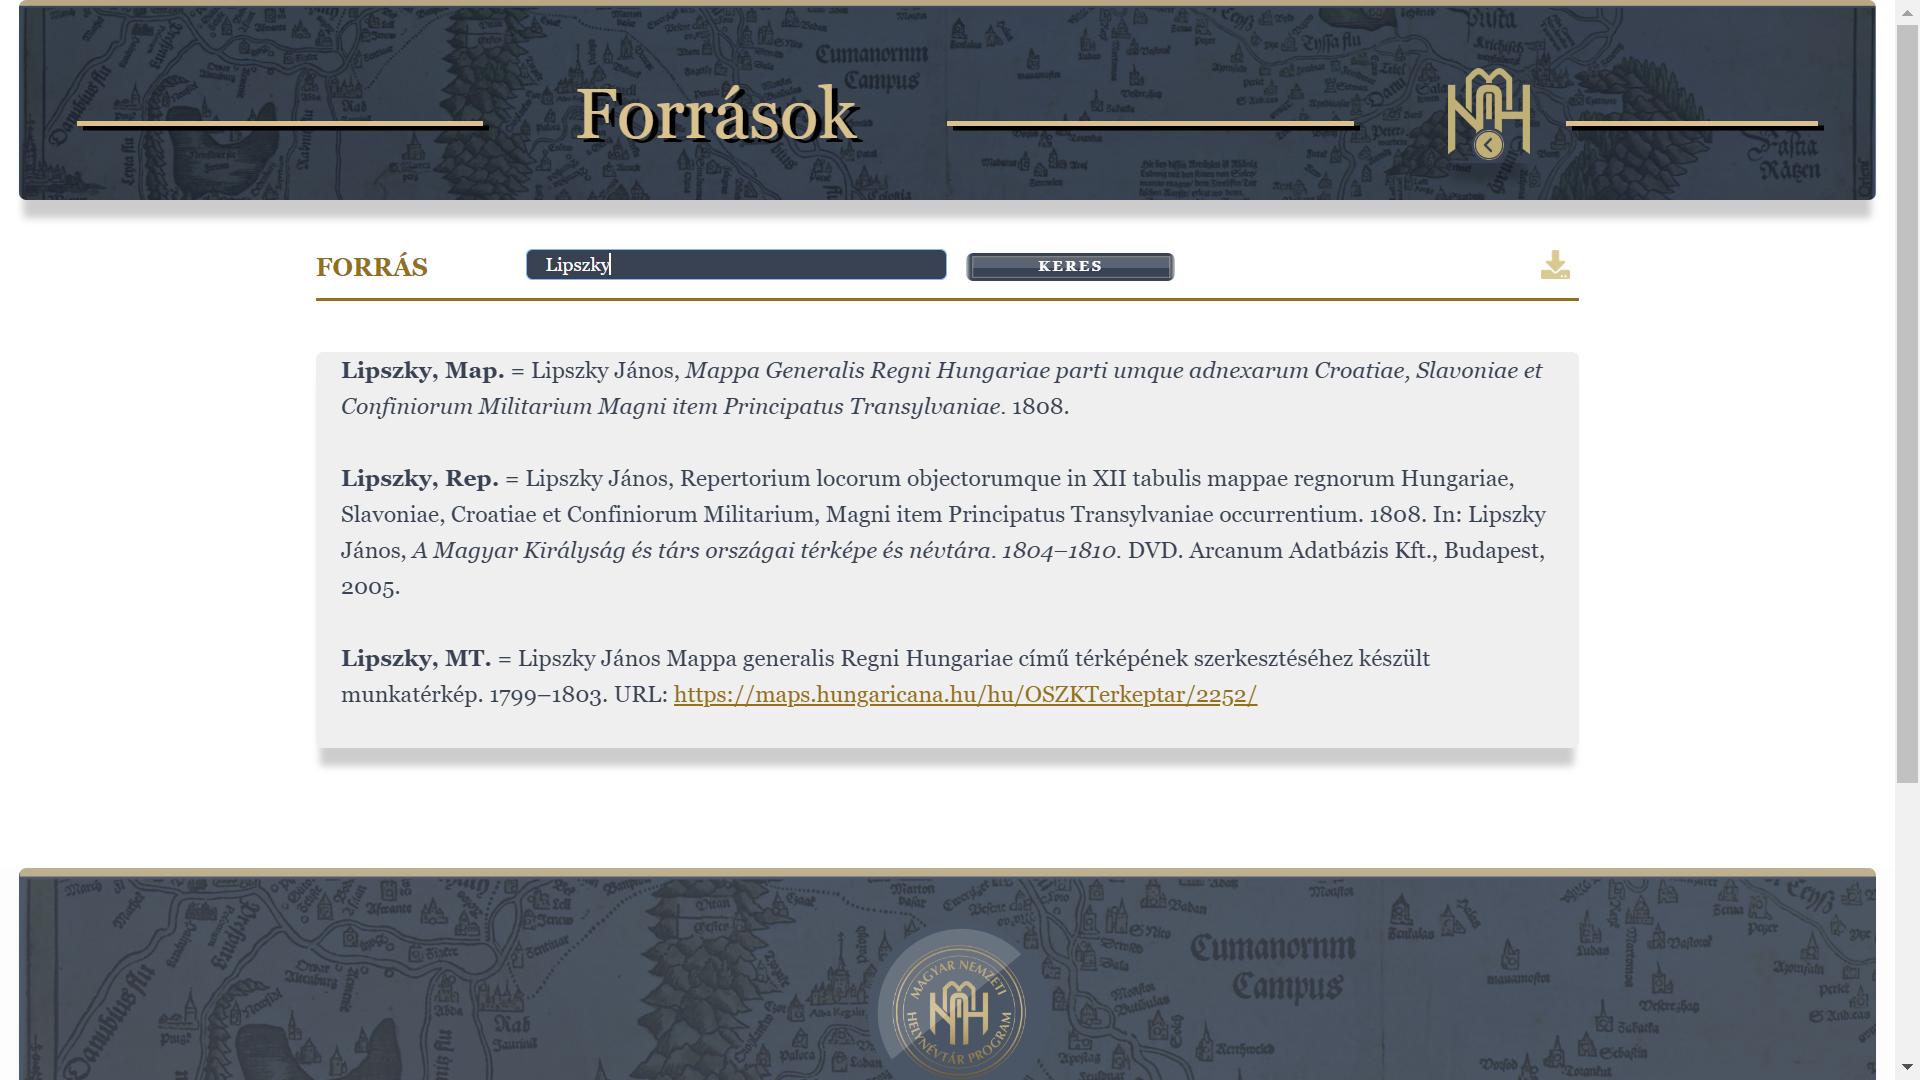 Források
FORRÁS
Lipszky
KERES
Lipszky, Map. = Lipszky János, Mappa Generalis Regni Hungariae parti umque adnexarum Croatiae, Slavoniae et
Confiniorum Militarium Magni item Principatus Transylvaniae. 1808.
Lipszky, Rep. = Lipszky János, Repertorium locorum objectorumque in XII tabulis mappae regnorum Hungariae,
Slavoniae, Croatiae et Confiniorum Militarium, Magni item Principatus Transylvaniae occurrentium. 1808. In: Lipszky
János, A Magyar Királyság és társ országai térképe és névtára. 1804–1810. DVD. Arcanum Adatbázis Kft., Budapest,
2005.
Lipszky, MT. = Lipszky János Mappa generalis Regni Hungariae című térképének szerkesztéséhez készült
munkatérkép. 1799–1803. URL: https://maps.hungaricana.hu/hu/OSZKTerkeptar/2252/
Cumanorum
Campus
MAGYAR NEMZETI
HELYNÉVTÁR PROGRAM